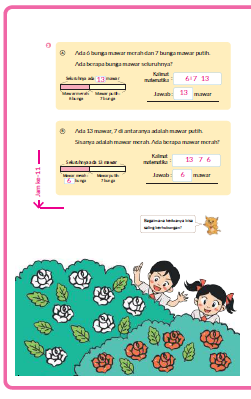 Ⓐ Ada 6 bunga mawar merah dan 7 bunga mawar putih.
Ada berapa bunga mawar seluruhnya?
Seluruhnya ada 13 mawar
Mawar merah Mawar putih
6 bunga 7 bunga
Kalimat
matematika : 6+7 13
Jawab : 13 mawar
Ⓑ Ada 13 mawar, 7 di antaranya adalah mawar putih.
Sisanya adalah mawar merah. Ada berapa mawar merah?
Seluruhnya ada 13 mawar
Mawar merah Mawar putih
6 bunga 7 bunga
Kalimat
matematika : 13 7 6
Jawab : 6 mawar
Jam ke-11
Bagaimana keduanya bisa
saling berhubungan?